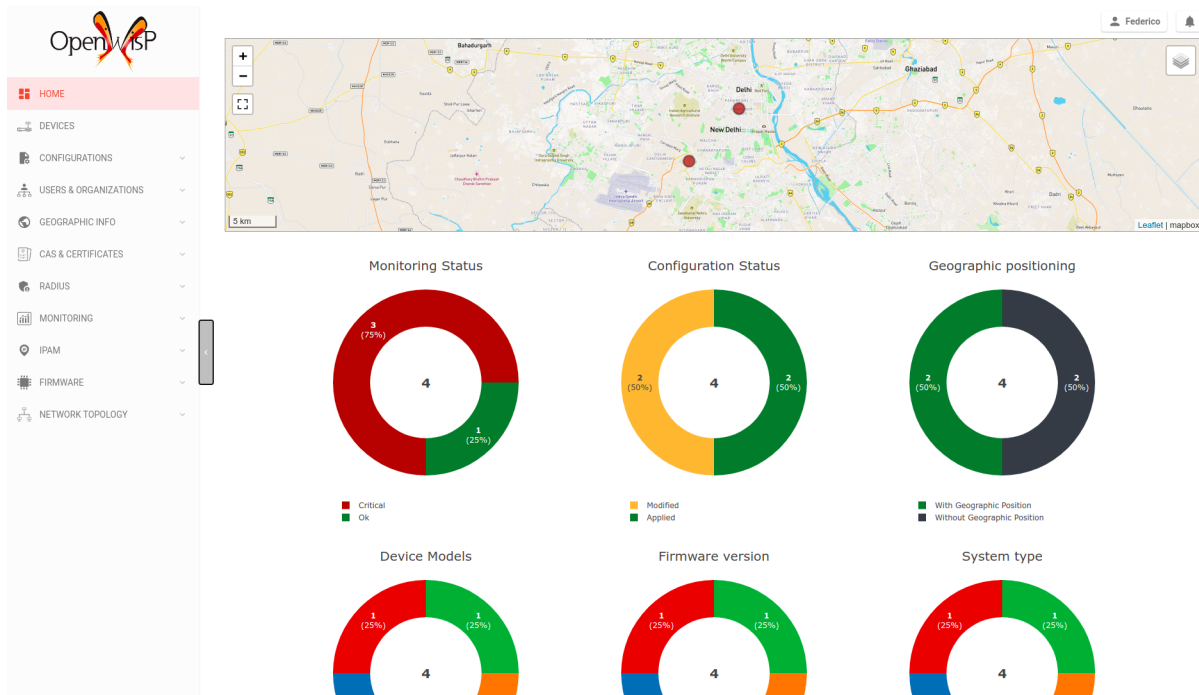 OpenWisP
Federico
HOME
DEVICES
CONFIGURATIONS
USERS & ORGANIZATIONS
GEOGRAPHIC INFO
CAS & CERTIFICATES
RADIUS
MONITORING
IPAM
FIRMWARE
NETWORK TOPOLOGY
+
−
Bahadurgarh
Ghaziabad
Delhi
New Delhi
Dadri
5 km
Leaflet | mapbox
Monitoring Status
3
(75%)
4
1
(25%)
Critical
Ok
Configuration Status
2
(50%)
4
2
(50%)
Modified
Applied
Geographic positioning
2
(50%)
4
2
(50%)
With Geographic Position
Without Geographic Position
Device Models
1
(25%)
1
(25%)
4
Firmware version
1
(25%)
1
(25%)
4
System type
1
(25%)
1
(25%)
4